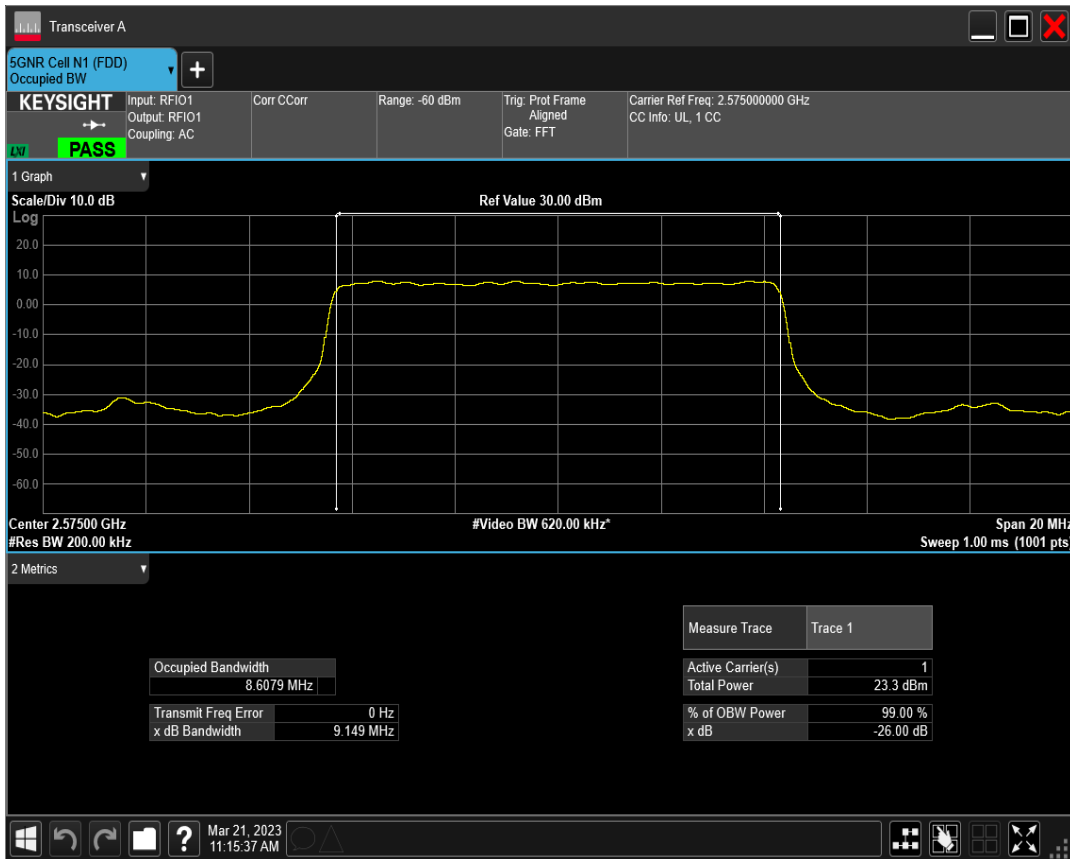 Transceiver A
5GNR Cell N1 (FDD)
Occupied BW
+
KEYSIGHT
LXI
PASS
Input: RFIO1
Output: RFIO1
Coupling: AC
Corr CCorr
Range: -60 dBm
Trig: Prot Frame
Aligned
Gate: FFT
Carrier Ref Freq: 2.575000000 GHz
CC Info: UL, 1 CC
1 Graph
Scale/Div 10.0 dB
Ref Value 30.00 dBm
Log
20.0
10.0
0.00
-10.0
-20.0
-30.0
-40.0
-50.0
-60.0
Center 2.57500 GHz
#Video BW 620.00 kHz*
Span 20 MHz
#Res BW 200.00 kHz
Sweep 1.00 ms (1001 pts)
2 Metrics
Measure Trace Trace 1
Occupied Bandwidth
8.6079 MHz
Transmit Freq Error 0 Hz
x dB Bandwidth 9.149 MHz
Active Carrier(s) 1
Total Power 23.3 dBm
% of OBW Power 99.00 %
x dB -26.00 dB
?
Mar 21, 2023
11:15:37 AM